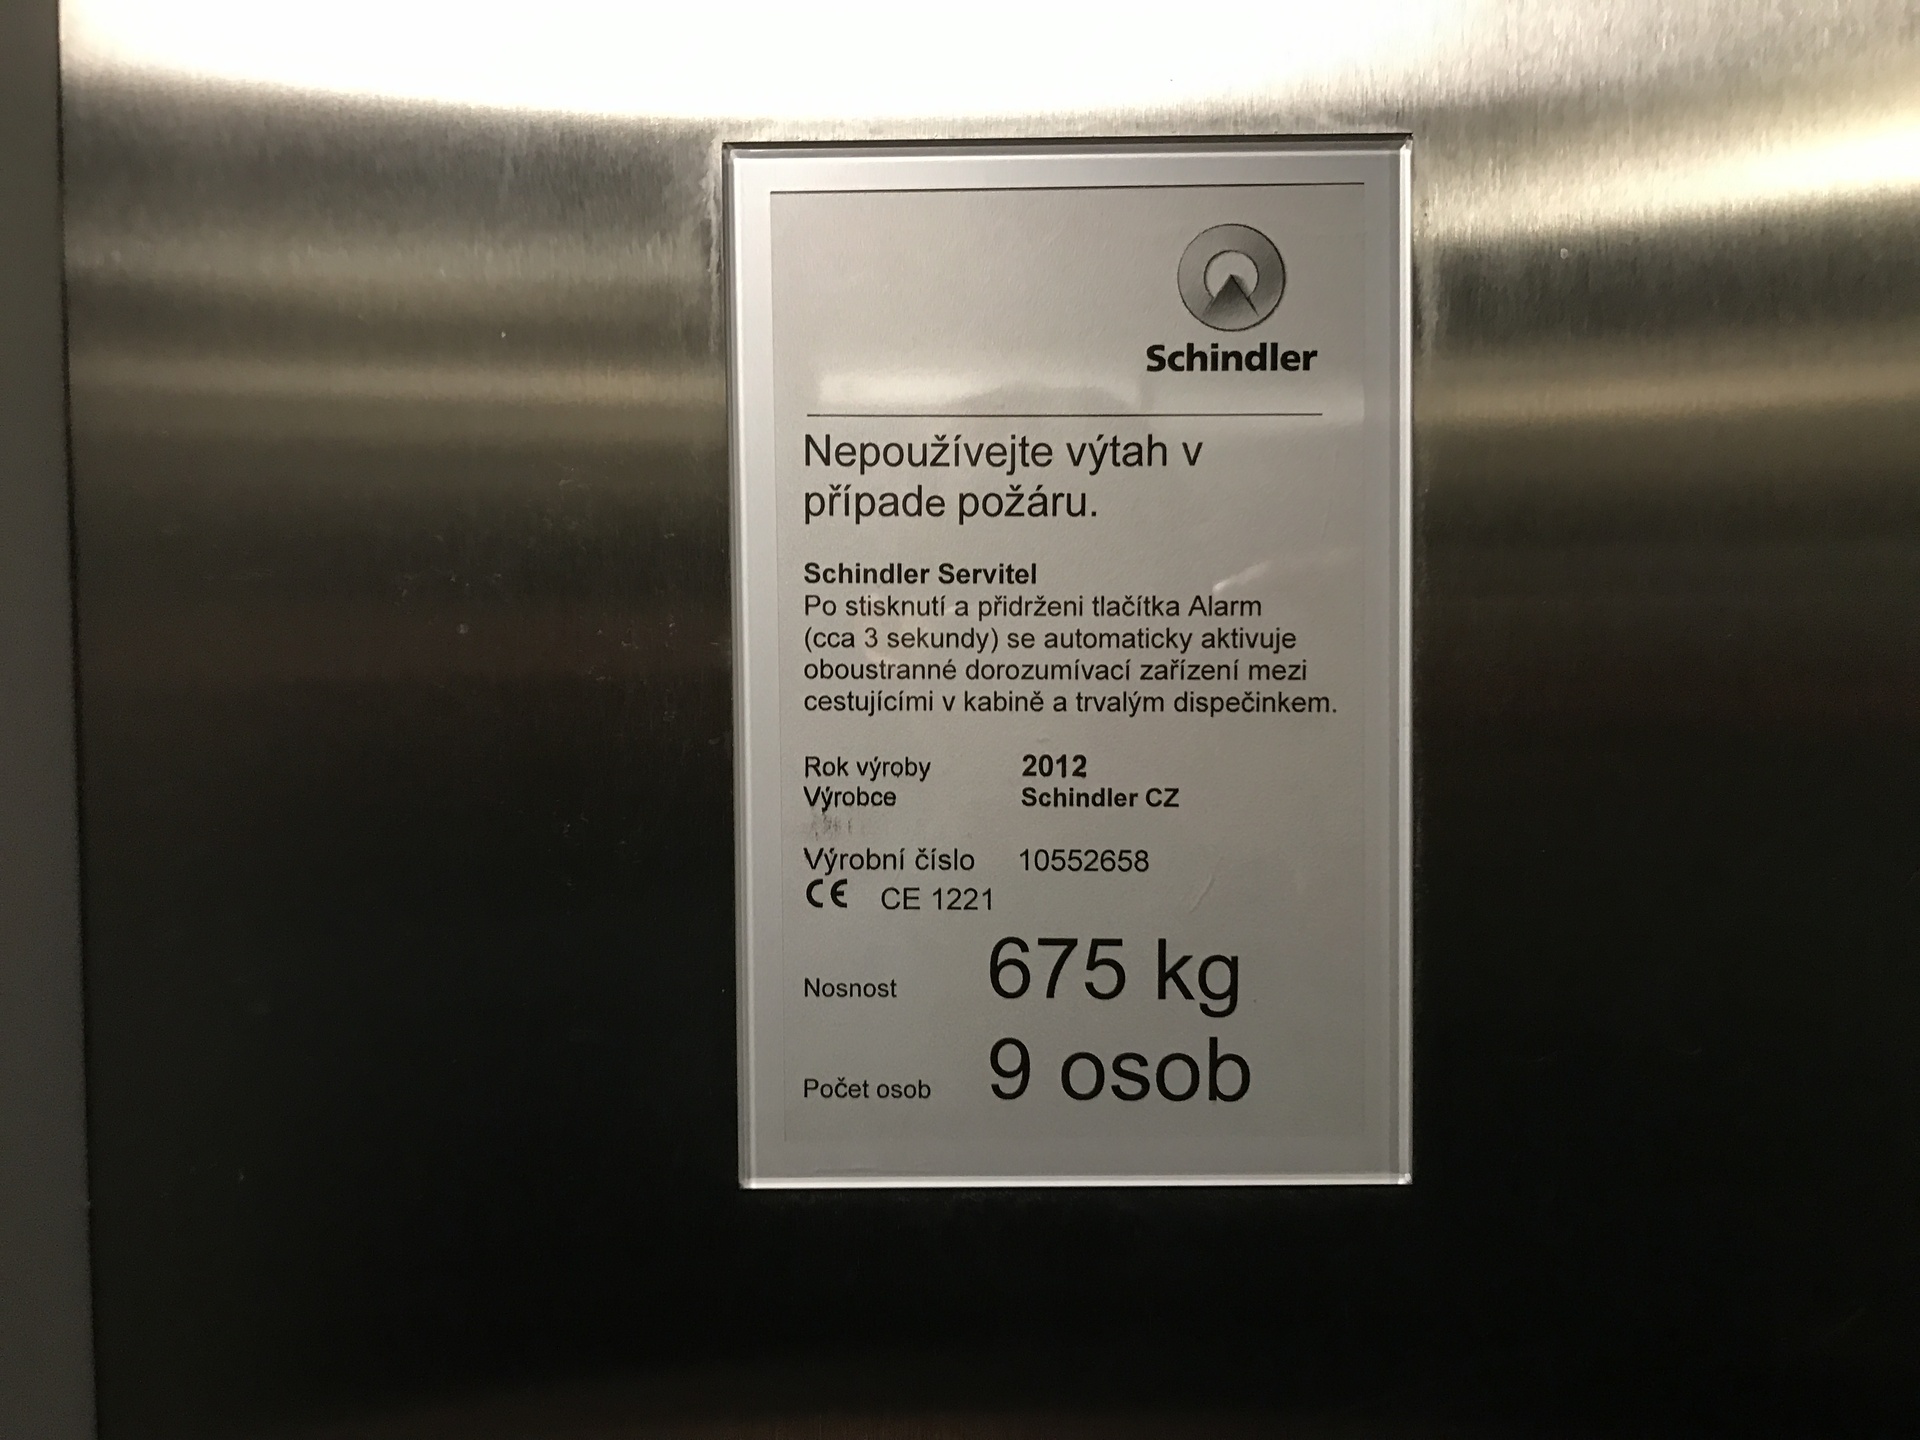 Schindler
Nepoužívejte výtah v
případe požáru.
Schindler Servitel
Po stisknutí a přidrženi tlačítka Alarm
(cca 3 sekundy) se automaticky aktivuje
oboustranné dorozumívací zařízení mezi
cestujícími v kabině a trvalým dispečinkem.
Rok výroby 2012
Výrobce Schindler CZ
Výrobní číslo 10552658
CE CE 1221
Nosnost 675 kg
Počet osob 9 osob